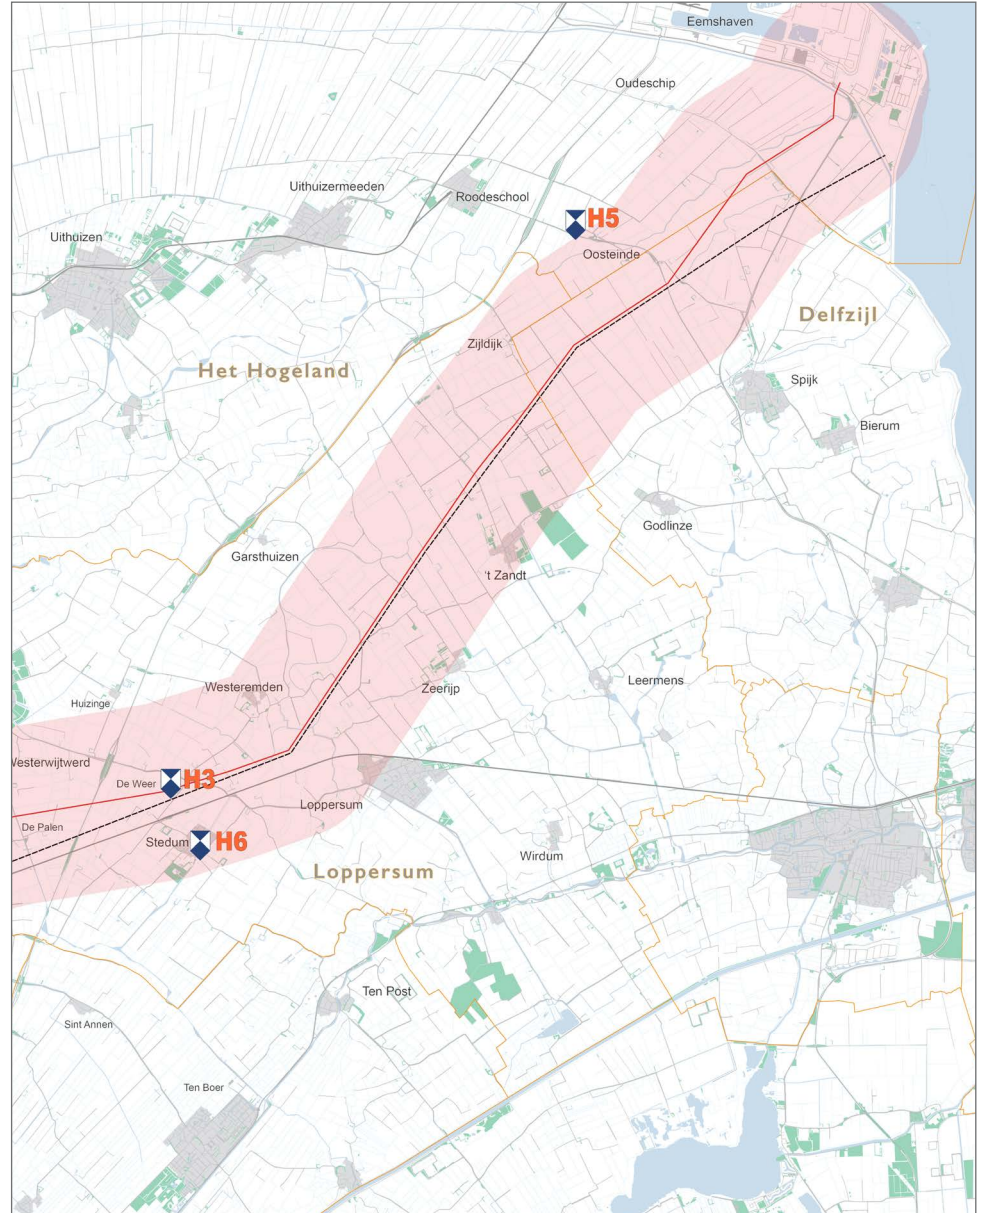 Eemshaven
Oudeschip
Uithuizermeeden
Roodeschool
H5
Uithuizen
Oosteinde
Delfzijl
Zijldijk
Het Hogeland
Spijk
Bierum
Godlinze
Garsthuizen
't Zandt
Leermens
Westeremden
Zeerijp
Huizinge
Westerwijtwerd
De Weer
H3
Loppersum
De Palen
Stedum
H6
Wirdum
Loppersum
Ten Post
Sint Annen
Ten Boer